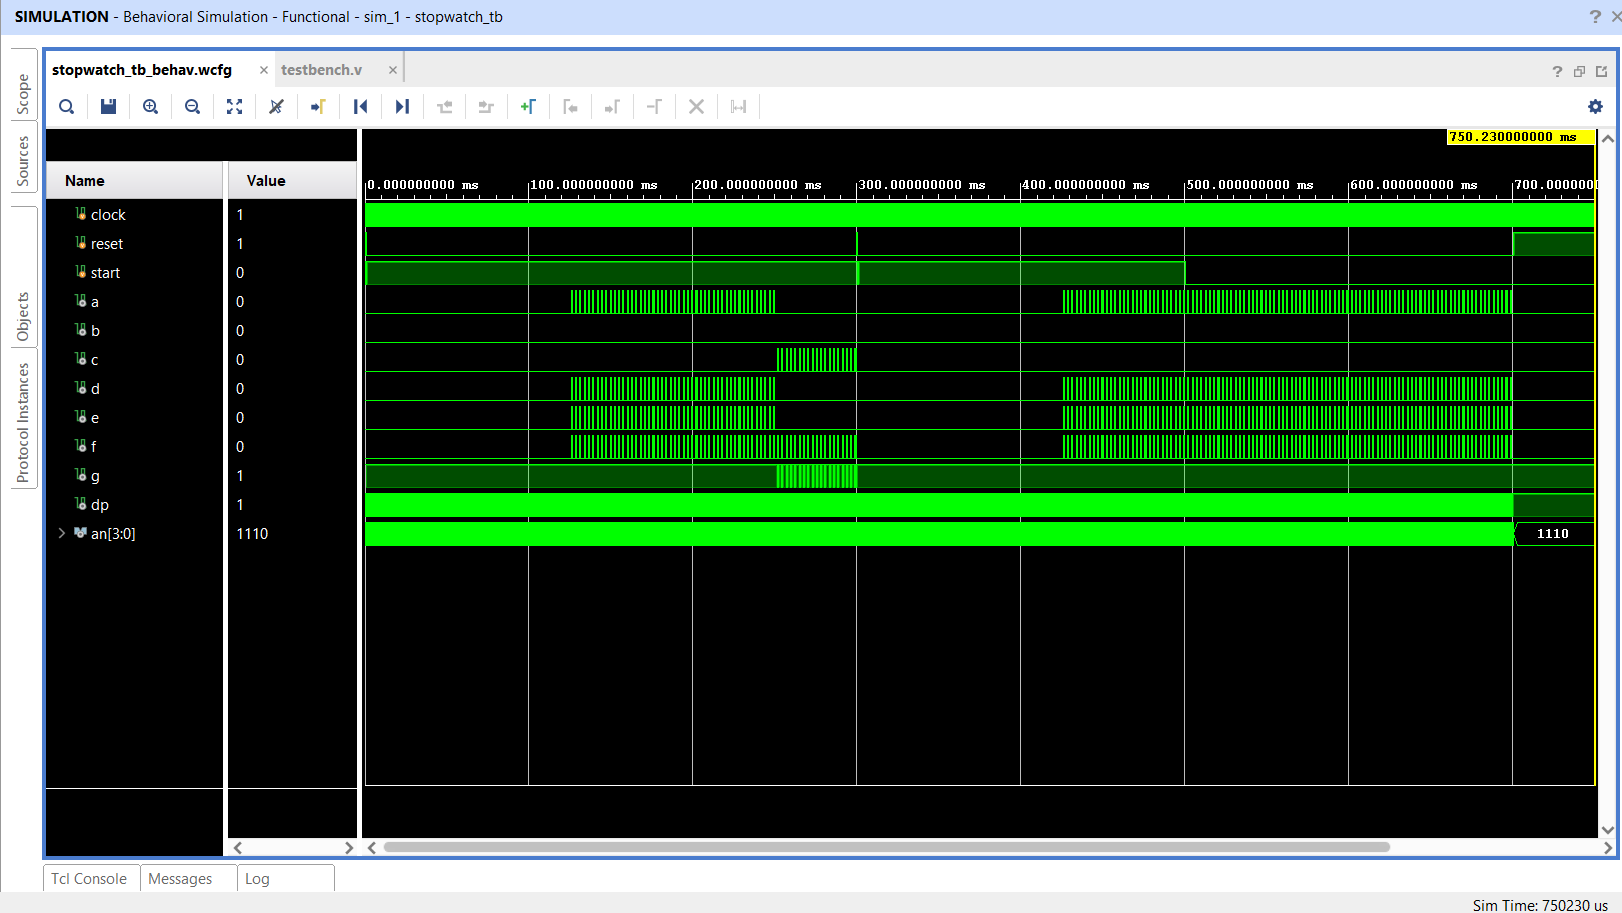 SIMULATION - Behavioral Simulation - Functional - sim_1 - stopwatch_tb
Scope
Sources
Objects
Protocol Instances
stopwatch_tb_behav.wcfg
testbench.v
750.230000000 ms
Name Value
0.000000000 ms 100.000000000 ms 200.000000000 ms 300.000000000 ms 400.000000000 ms 500.000000000 ms 600.000000000 ms 700.0000000
clock 1
reset 1
start 0
a 0
b 0
c 0
d 0
e 0
f 0
g 1
dp 1
an[3:0] 1110 1110
Tcl Console Messages Log
Sim Time: 750230 us